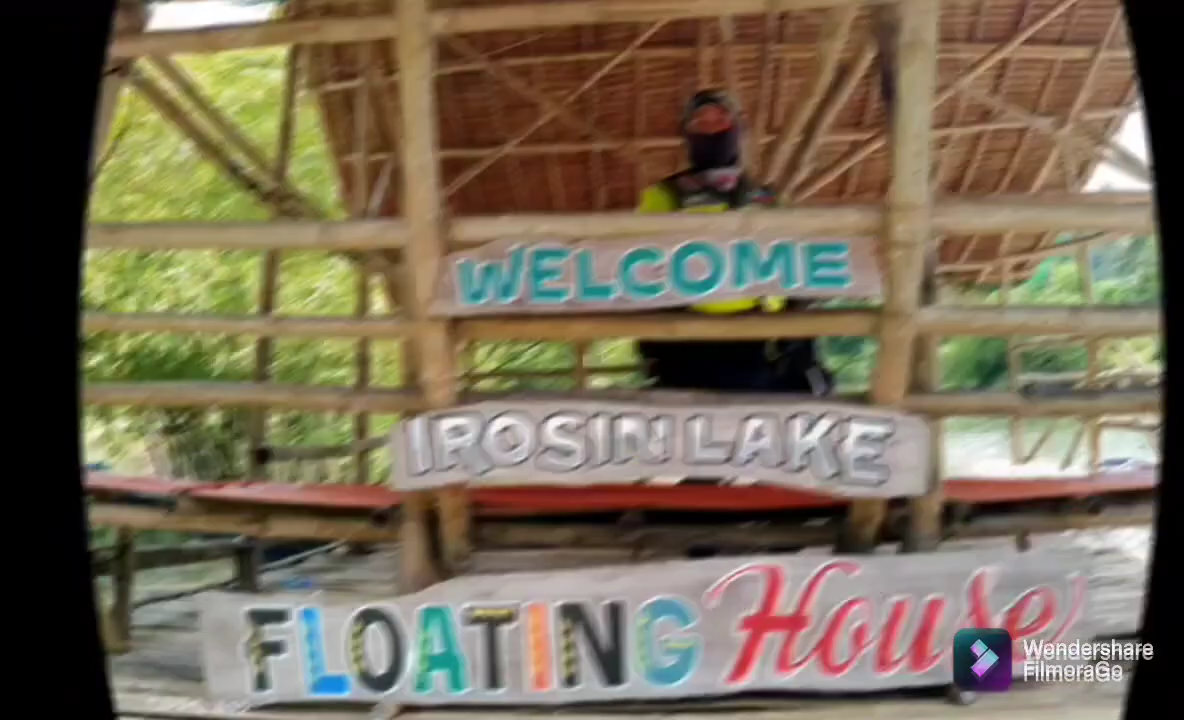 WELCOME
IROSIN LAKE
FLOATING House
Wondershare
FilmoraGo